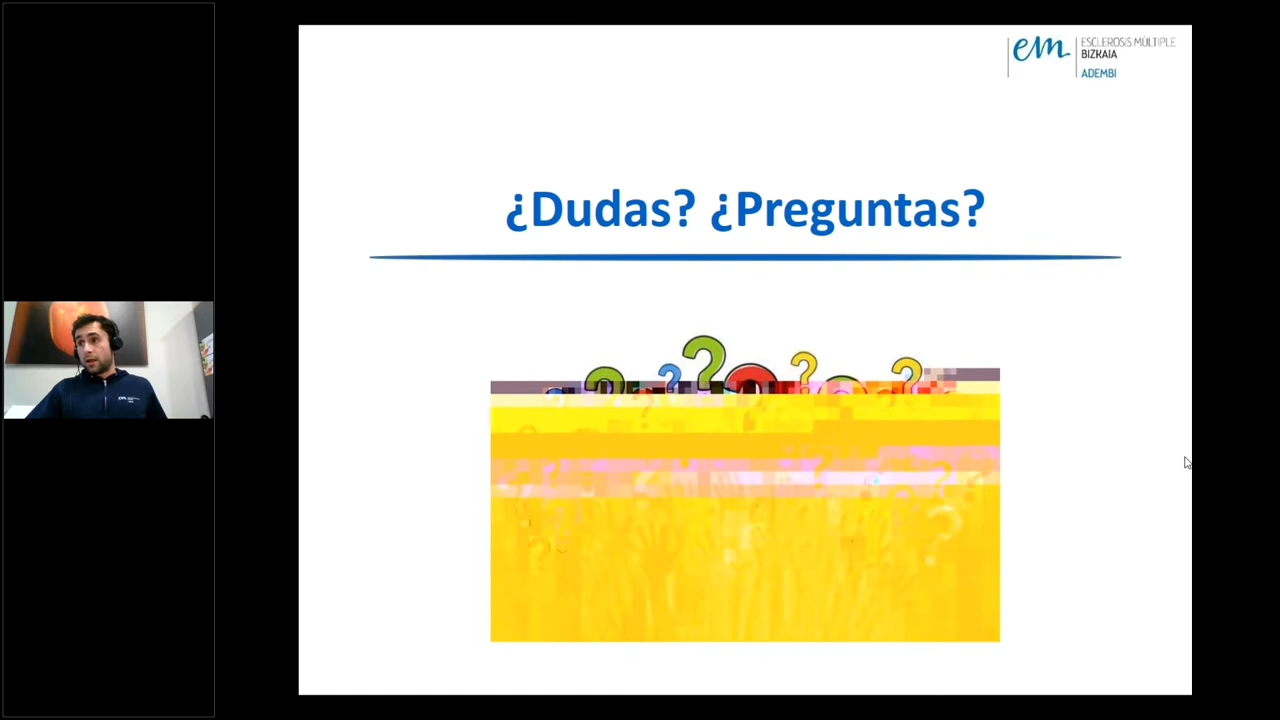 em
ESCLEROSIS MÚLTIPLE
BIZKAIA
ADEMBI
¿Dudas? ¿Preguntas?